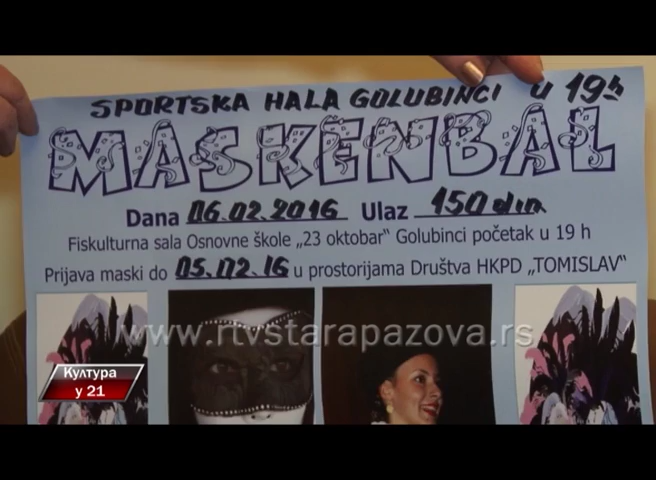 SPORTSKA HALA GOLUBINCI U 19h
MASKENBAL
Dana 06.02.2016 Ulaz 150 din
Fiskulturna sala Osnovne škole „23 oktobar“ Golubinci početak u 19 h
Prijava maski do 05.02.16 u prostorijama Društva HKPD „TOMISLAV“
www.rtvstarapazova.rs
Култура
у 21